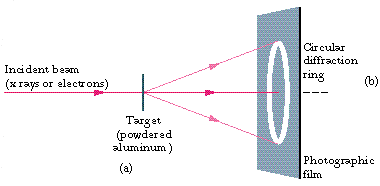 Incident beam
(x rays or electrons)
Target
(powdered
aluminum)
(a)
Circular
diffraction
ring
(b)
Photographic
film